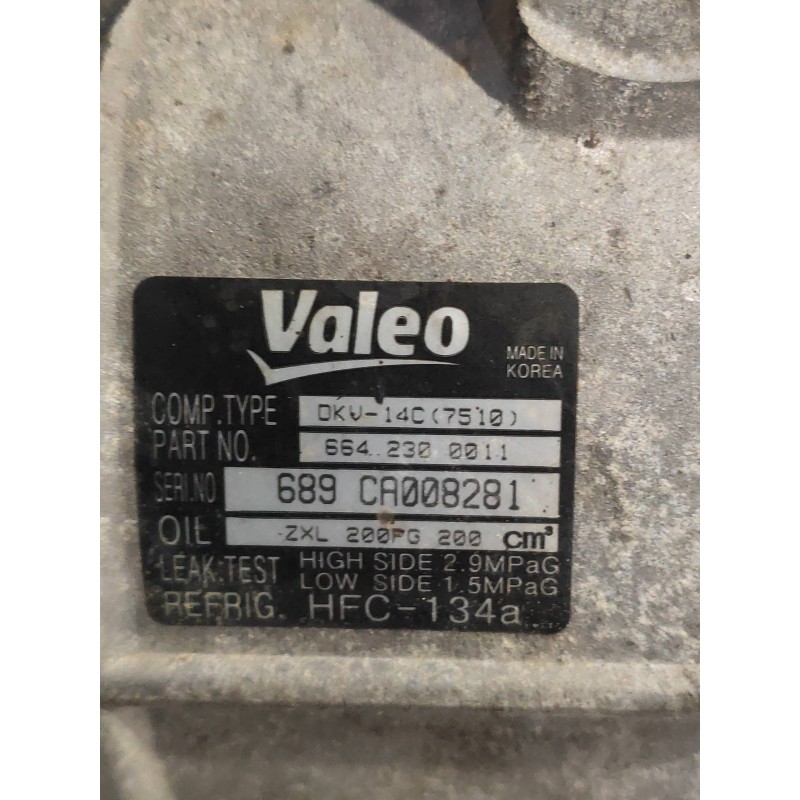 Valeo
MADE IN
KOREA
COMP.TYPE DKV-14C(7510)
PART NO. 664 230 0011
SERI.NO 689 CA008281
OIL ZXL 200PG 200 cm³
LEAK.TEST HIGH SIDE 2.9MPaG
LOW SIDE 1.5MPaG
REFRIG. HFC-134a